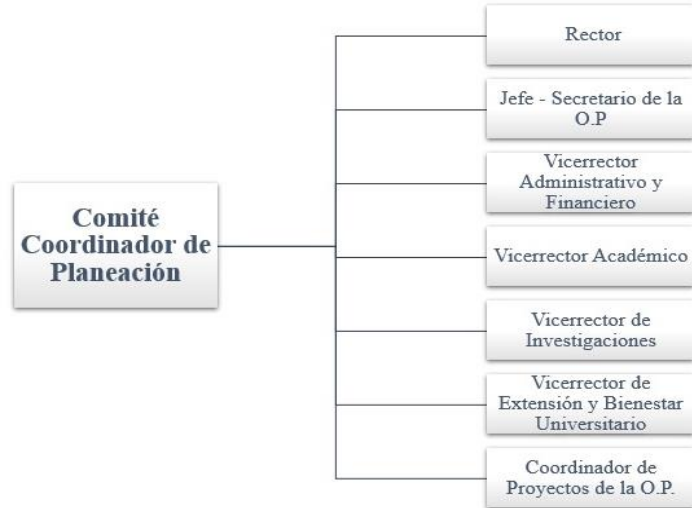 Comité
Coordinador de
Planeación
Rector
Jefe - Secretario de la
O.P
Vicerrector
Administrativo y
Financiero
Vicerrector Académico
Vicerrector de
Investigaciones
Vicerrector de
Extensión y Bienestar
Universitario
Coordinador de
Proyectos de la O.P.